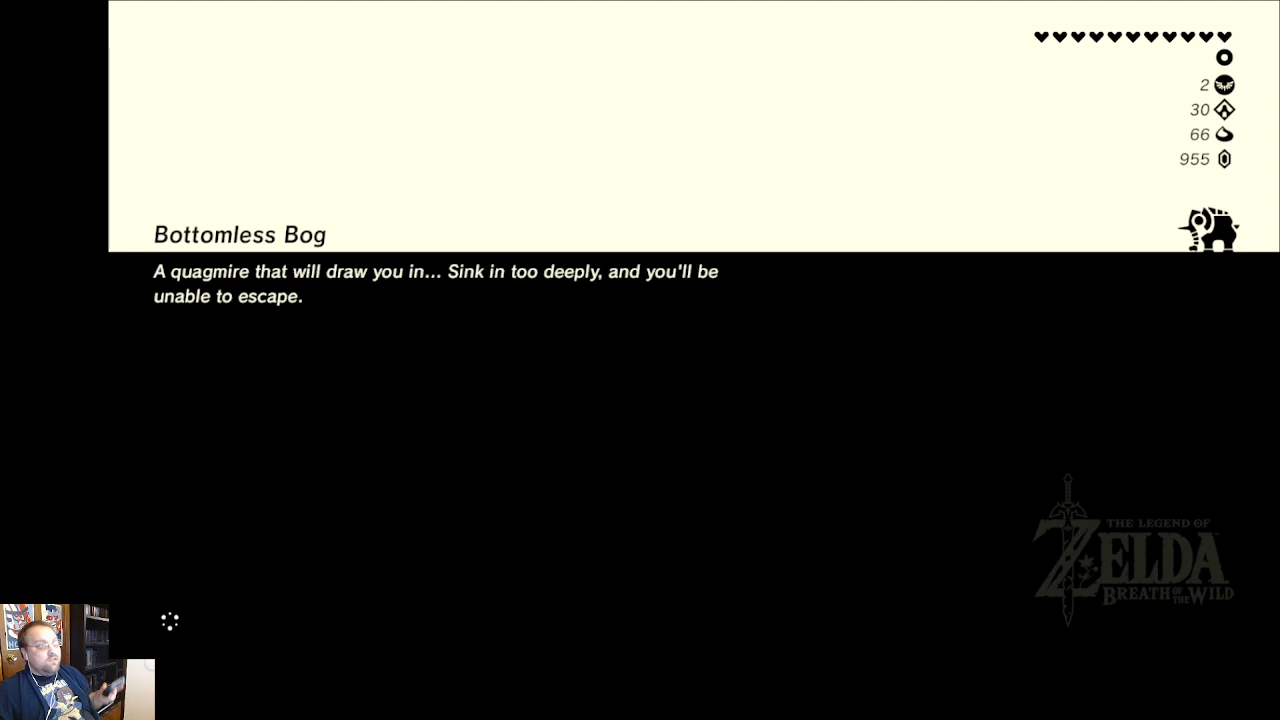 2
30
66
955
Bottomless Bog
A quagmire that will draw you in... Sink in too deeply, and you'll be
unable to escape.
THE LEGEND OF
ZELDA
BREATH OF THE WILD